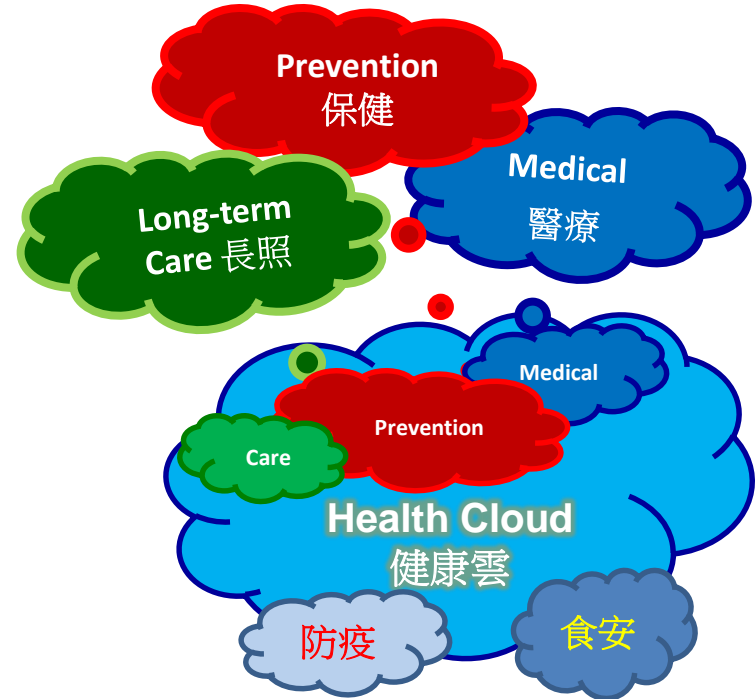 Prevention
保健
Medical
醫療
Long-term
Care 長照
Medical
Prevention
Care
Health Cloud
健康雲
防疫
食安